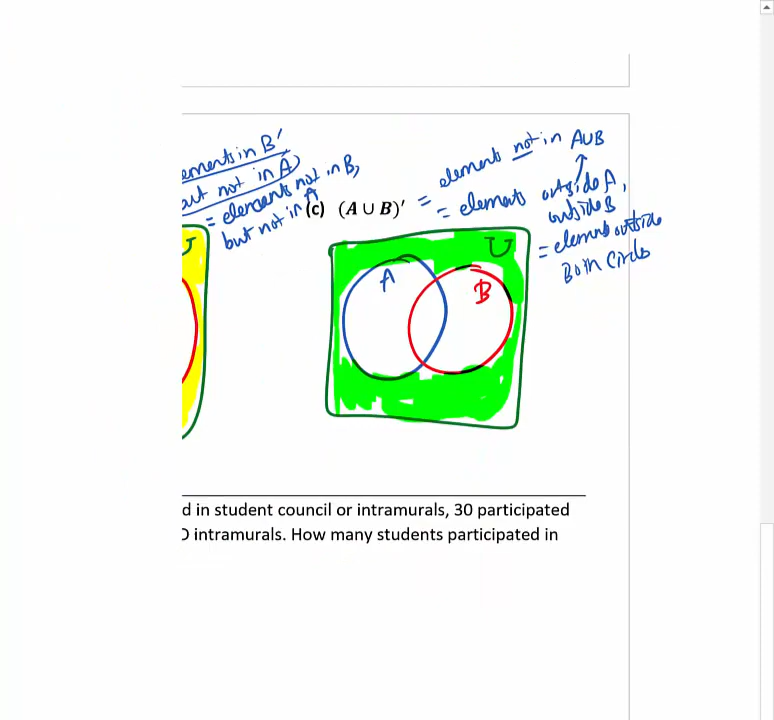 ements in B'
but not in A)
= elements not in B,
but not in A
(c) (A ∪ B)'
= elements not in A∪B
= elements outside A,
outside B
= elements outside
Both Circles
U
U
A
B
d in student council or intramurals, 30 participated
D intramurals. How many students participated in